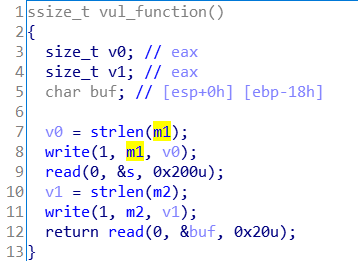 1 ssize_t vul_function()
2 {
3 size_t v0; // eax
4 size_t v1; // eax
5 char buf; // [esp+0h] [ebp-18h]
6
7 v0 = strlen(m1);
8 write(1, m1, v0);
9 read(0, &s, 0x200u);
10 v1 = strlen(m2);
11 write(1, m2, v1);
12 return read(0, &buf, 0x20u);
13 }